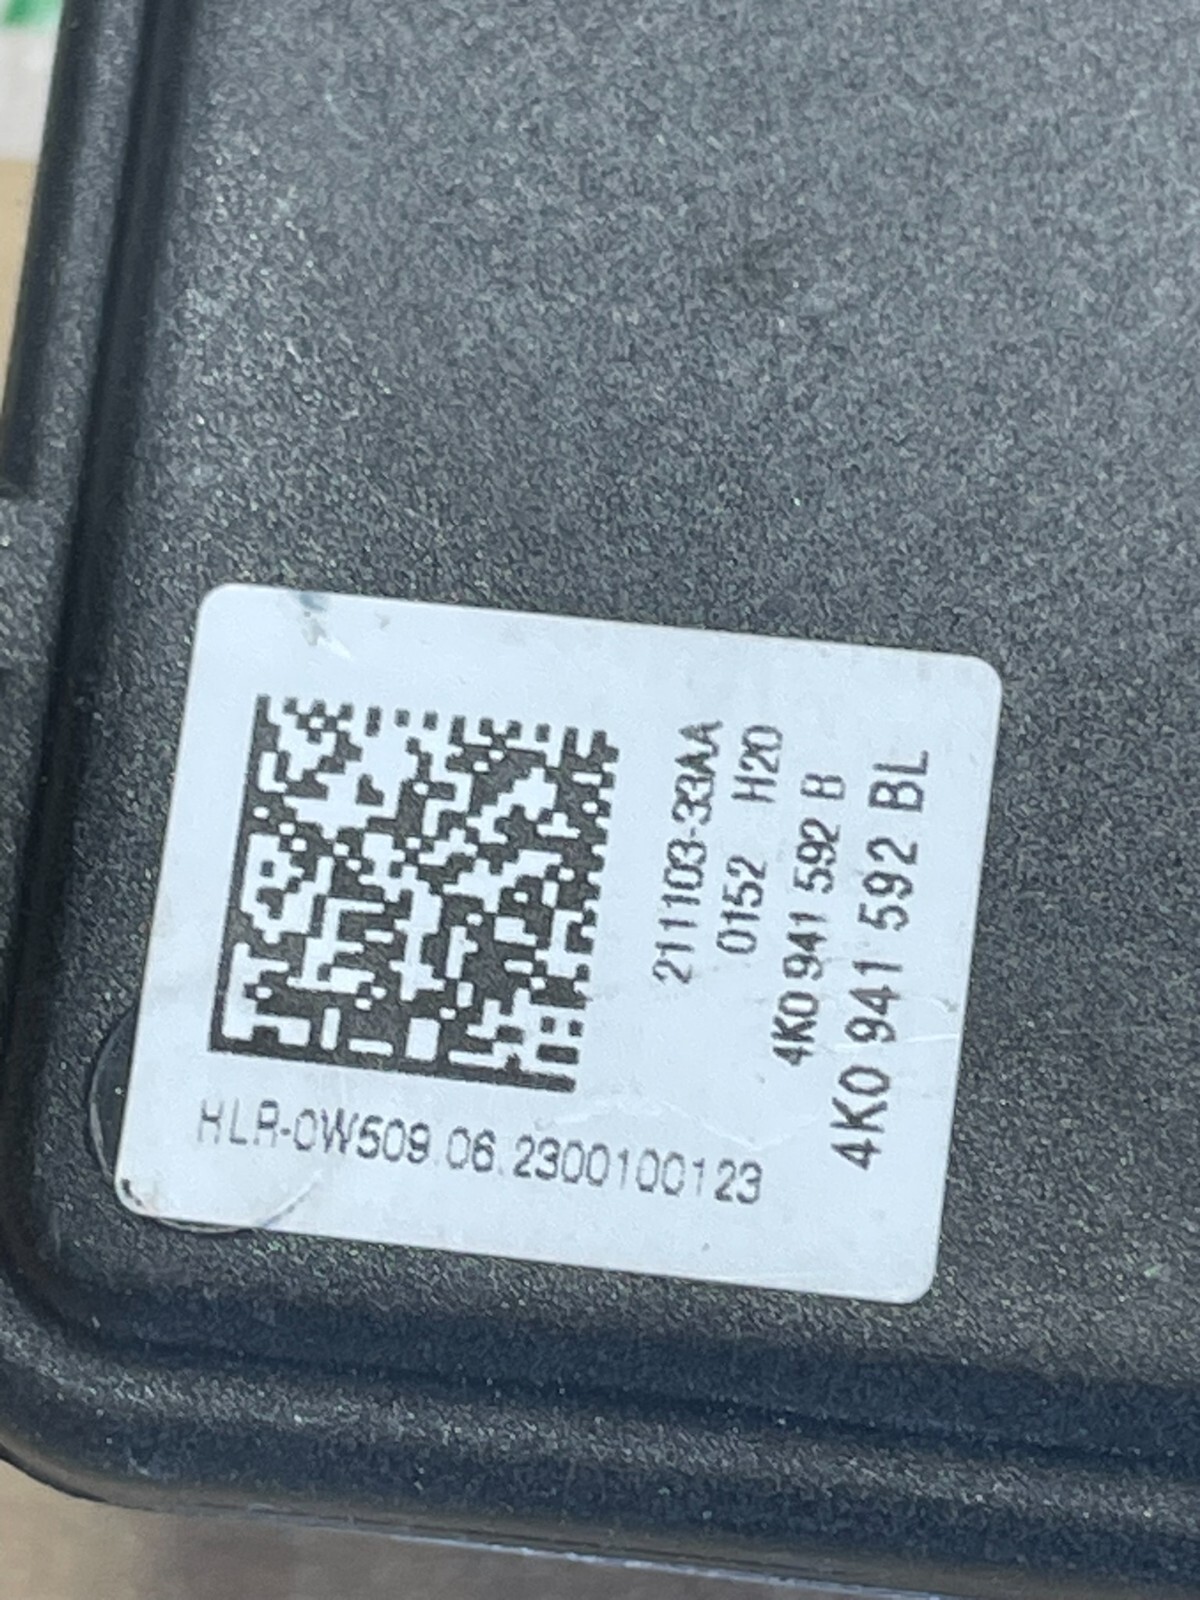 211103-33AA
0152 H20
4K0 941 592 B
4K0 941 592 BL
HLR-0W509.06.2300100123